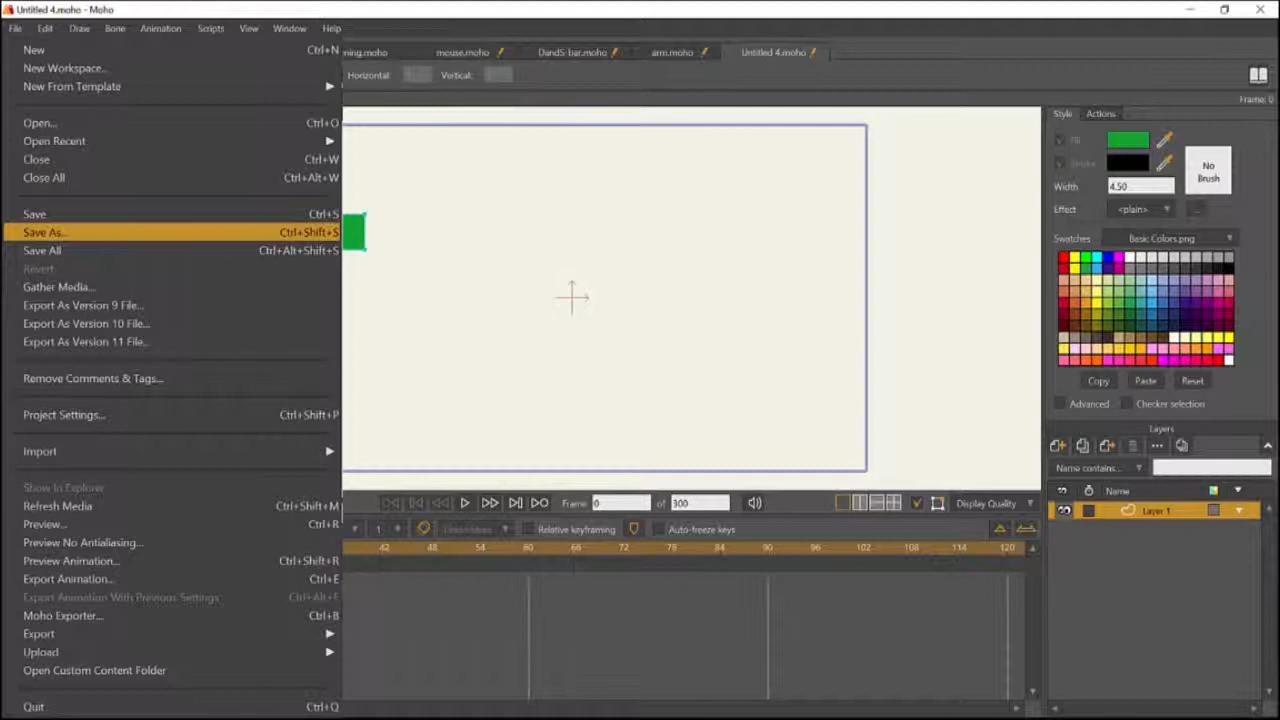 Untitled 4.moho - Moho
File Edit Draw Bone Animation Scripts View Window Help
New Ctrl+N
ning.moho mouse.moho DandS-bar.moho arm.moho Untitled 4.moho
New Workspace...
Horizontal: Vertical:
New From Template
Frame: 0
Style Actions
Open... Ctrl+O
Fill
Open Recent
Close Ctrl+W
Stroke
No Brush
Close All Ctrl+Alt+W
Width 4.50
Effect <plain> ...
Save Ctrl+S
Save As... Ctrl+Shift+S
Swatches Basic Colors.png
Save All Ctrl+Alt+Shift+S
Revert
Gather Media...
Export As Version 9 File...
Export As Version 10 File...
Export As Version 11 File...
Remove Comments & Tags...
Copy Paste Reset
Advanced Checker selection
Project Settings... Ctrl+Shift+P
Layers
Import
Name contains...
Show In Explorer
Name
Refresh Media Ctrl+Shift+M
Frame 0 of 300 Display Quality
Layer 1
Preview... Ctrl+R
1 Relative keyframing Auto-freeze keys
Preview No Antialiasing...
42 48 54 60 66 72 78 84 90 96 102 108 114 120
Preview Animation... Ctrl+Shift+R
Export Animation... Ctrl+E
Export Animation With Previous Settings Ctrl+Alt+E
Moho Exporter... Ctrl+B
Export
Upload
Open Custom Content Folder
Quit Ctrl+Q